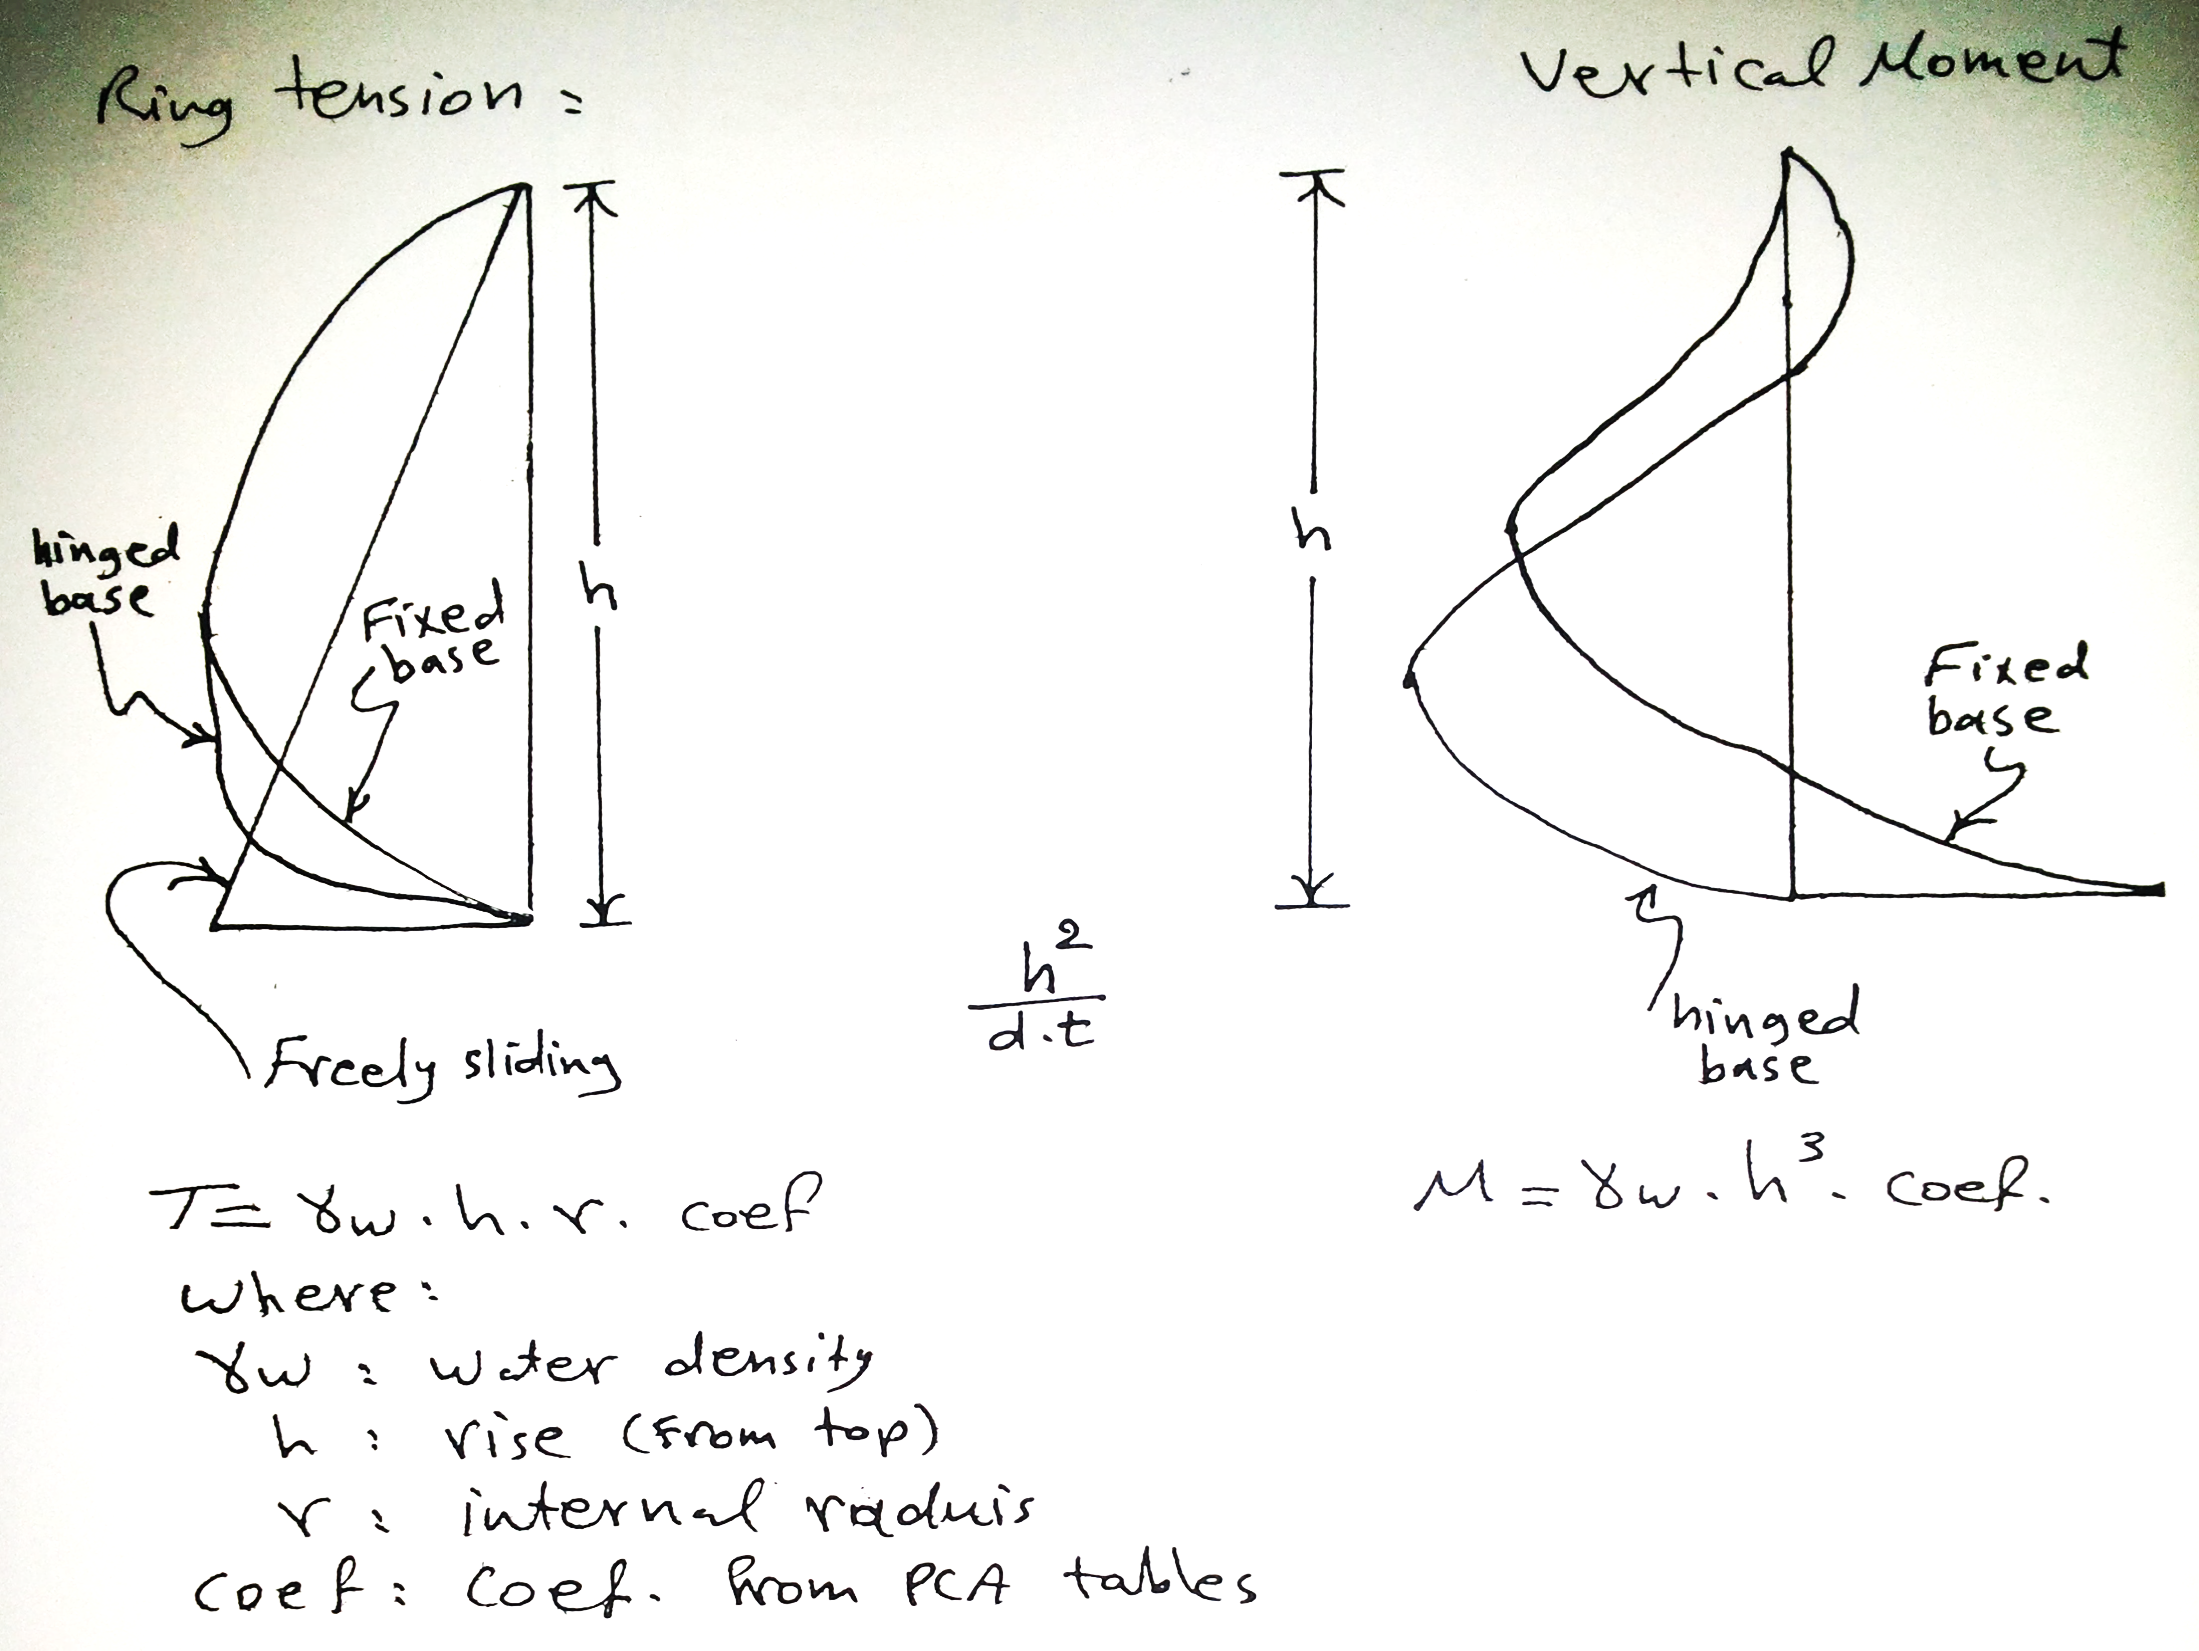 Ring tension :
Vertical Moment
h
h
hinged
base
Fixed
base
Fixed
base
Freely sliding
h²
d.t
hinged
base
T = γw . h . r . coef
M = γw . h³ . coef.
where :
γw : water density
h : rise (From top)
r : internal raduis
coef : coef. from PCA tables